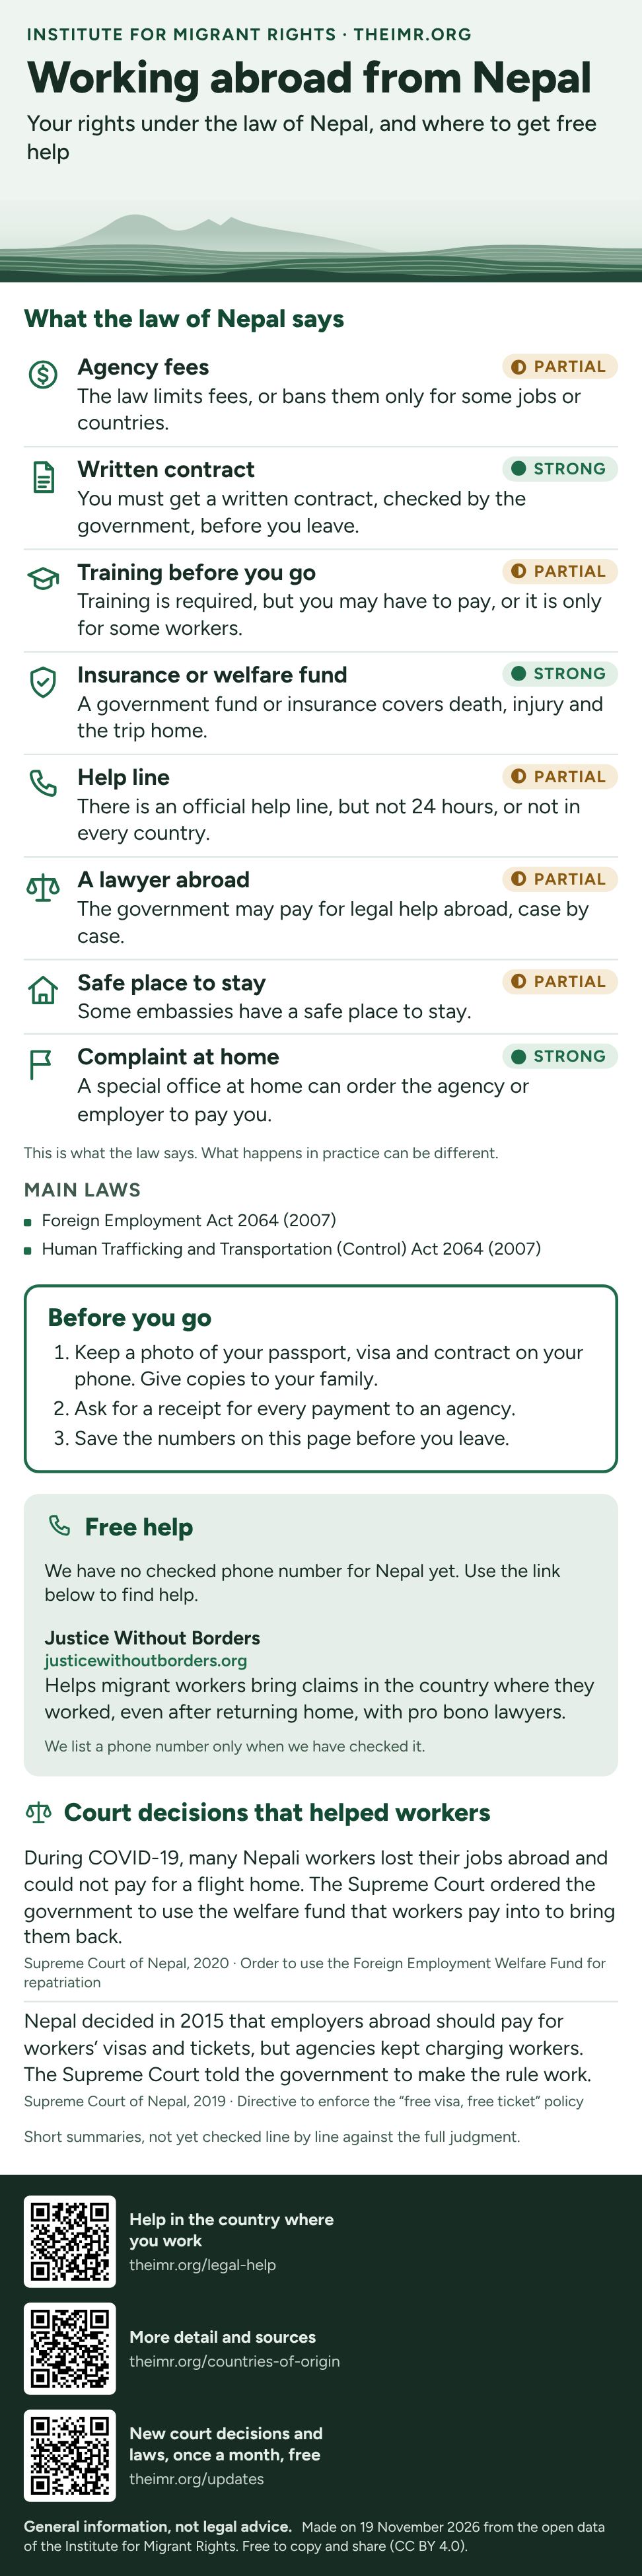 INSTITUTE FOR MIGRANT RIGHTS · THEIMR.ORG
Working abroad from Nepal
Your rights under the law of Nepal, and where to get free
help
What the law of Nepal says
Agency fees
PARTIAL
The law limits fees, or bans them only for some jobs or
countries.
Written contract
STRONG
You must get a written contract, checked by the
government, before you leave.
Training before you go
PARTIAL
Training is required, but you may have to pay, or it is only
for some workers.
Insurance or welfare fund
STRONG
A government fund or insurance covers death, injury and
the trip home.
Help line
PARTIAL
There is an official help line, but not 24 hours, or not in
every country.
A lawyer abroad
PARTIAL
The government may pay for legal help abroad, case by
case.
Safe place to stay
PARTIAL
Some embassies have a safe place to stay.
Complaint at home
STRONG
A special office at home can order the agency or
employer to pay you.
This is what the law says. What happens in practice can be different.
MAIN LAWS
Foreign Employment Act 2064 (2007)
Human Trafficking and Transportation (Control) Act 2064 (2007)
Before you go
1. Keep a photo of your passport, visa and contract on your
phone. Give copies to your family.
2. Ask for a receipt for every payment to an agency.
3. Save the numbers on this page before you leave.
Free help
We have no checked phone number for Nepal yet. Use the link
below to find help.
Justice Without Borders
justicewithoutborders.org
Helps migrant workers bring claims in the country where they
worked, even after returning home, with pro bono lawyers.
We list a phone number only when we have checked it.
Court decisions that helped workers
During COVID-19, many Nepali workers lost their jobs abroad and
could not pay for a flight home. The Supreme Court ordered the
government to use the welfare fund that workers pay into to bring
them back.
Supreme Court of Nepal, 2020 · Order to use the Foreign Employment Welfare Fund for
repatriation
Nepal decided in 2015 that employers abroad should pay for
workers’ visas and tickets, but agencies kept charging workers.
The Supreme Court told the government to make the rule work.
Supreme Court of Nepal, 2019 · Directive to enforce the “free visa, free ticket” policy
Short summaries, not yet checked line by line against the full judgment.
Help in the country where
you work
theimr.org/legal-help
More detail and sources
theimr.org/countries-of-origin
New court decisions and
laws, once a month, free
theimr.org/updates
General information, not legal advice. Made on 19 November 2026 from the open data
of the Institute for Migrant Rights. Free to copy and share (CC BY 4.0).